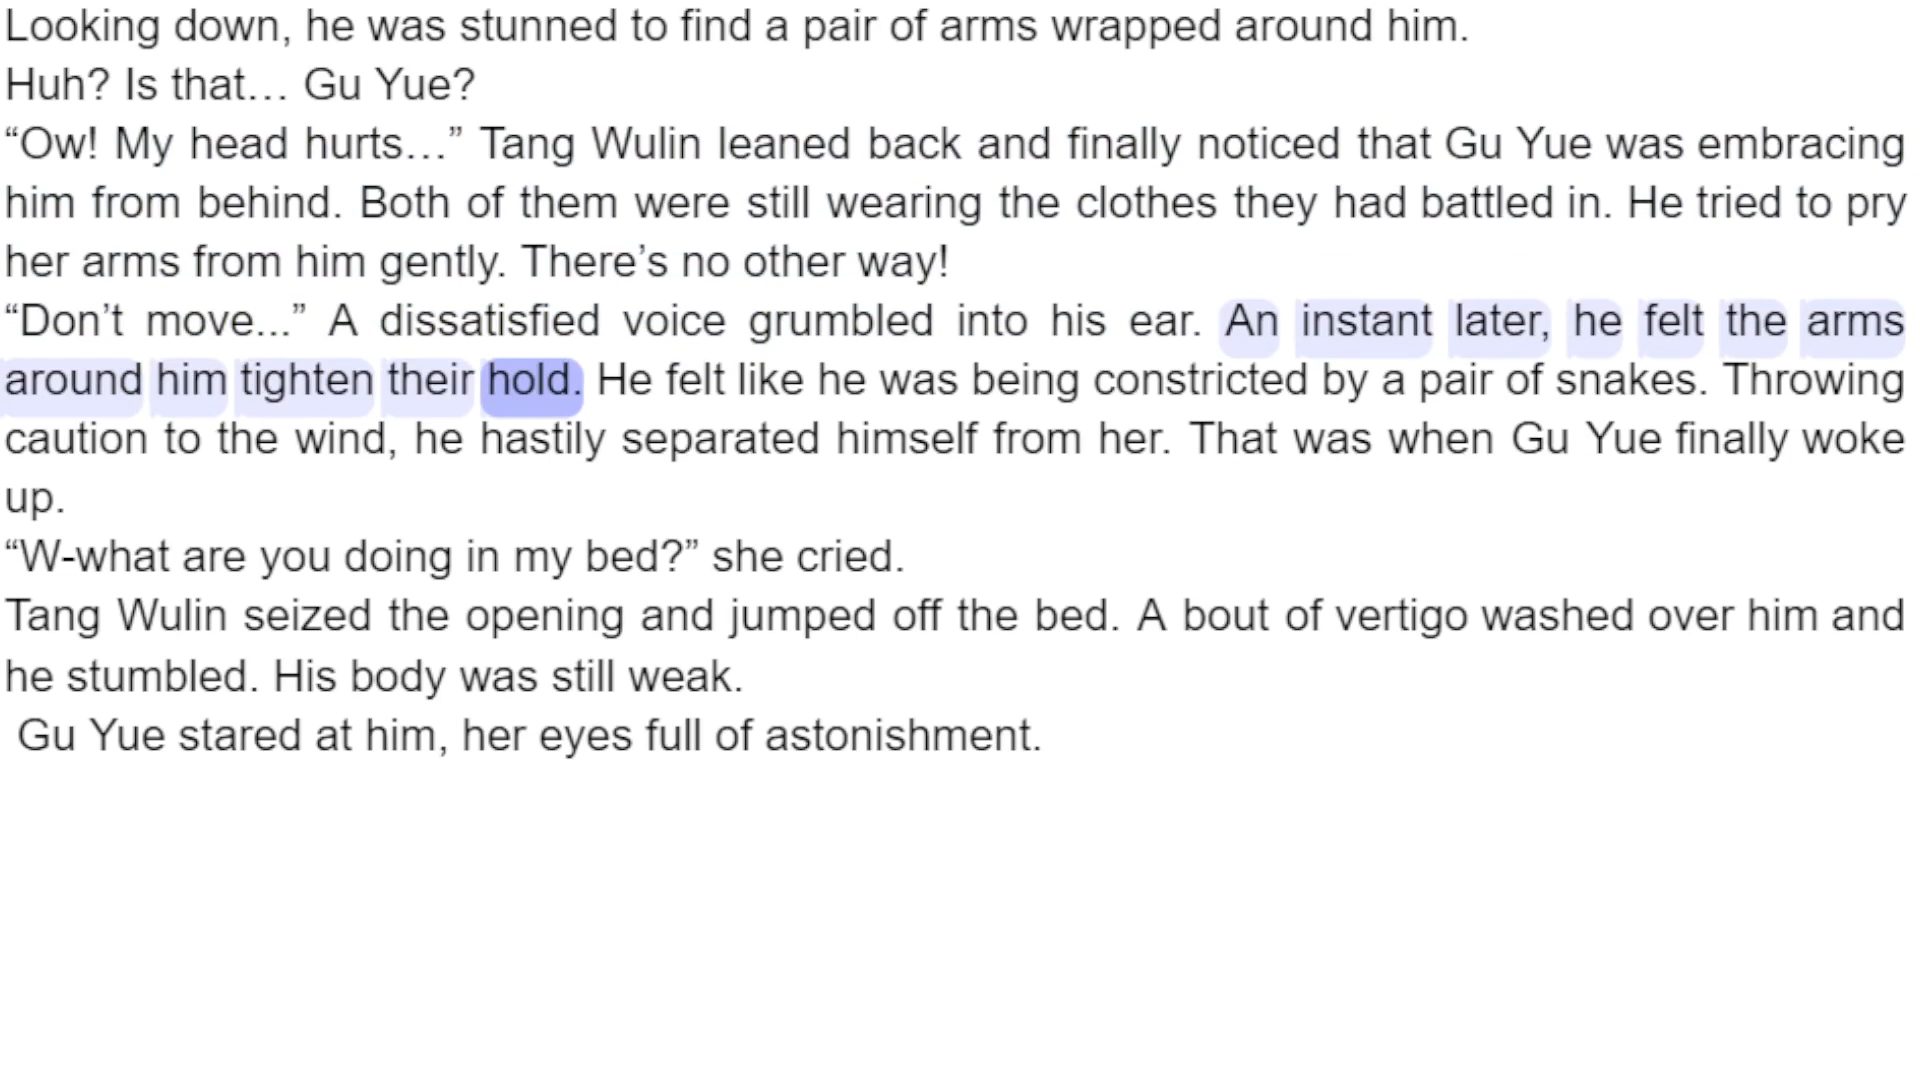 Looking down, he was stunned to find a pair of arms wrapped around him.
Huh? Is that… Gu Yue?
“Ow! My head hurts…” Tang Wulin leaned back and finally noticed that Gu Yue was embracing
him from behind. Both of them were still wearing the clothes they had battled in. He tried to pry
her arms from him gently. There’s no other way!
“Don’t move...” A dissatisfied voice grumbled into his ear. An instant later, he felt the arms
around him tighten their hold. He felt like he was being constricted by a pair of snakes. Throwing
caution to the wind, he hastily separated himself from her. That was when Gu Yue finally woke
up.
“W-what are you doing in my bed?” she cried.
Tang Wulin seized the opening and jumped off the bed. A bout of vertigo washed over him and
he stumbled. His body was still weak.
Gu Yue stared at him, her eyes full of astonishment.